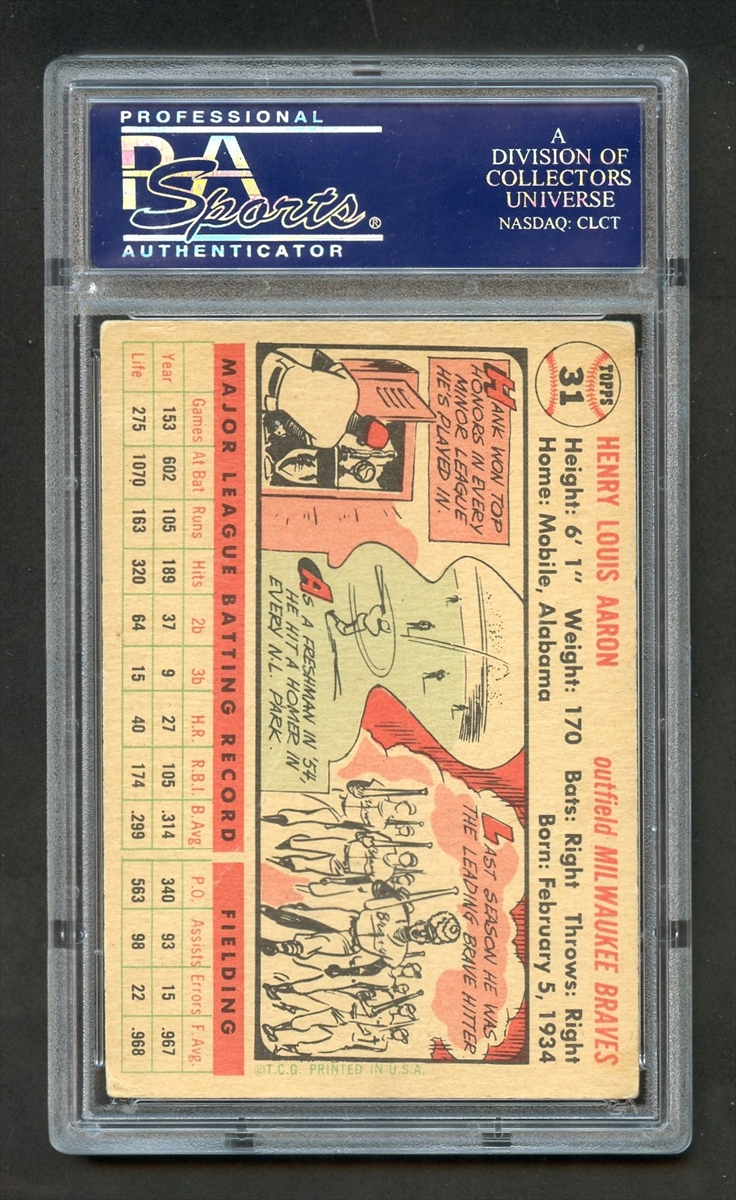 PROFESSIONAL
PSA
Sports®
AUTHENTICATOR
A
DIVISION OF
COLLECTORS
UNIVERSE
NASDAQ: CLCT
TOPPS
31
HENRY LOUIS AARON outfield MILWAUKEE BRAVES
Height: 6' 1" Weight: 170 Bats: Right Throws: Right
Home: Mobile, Alabama Born: February 5, 1934
HANK WON TOP
HONORS IN EVERY
MINOR LEAGUE
HE'S PLAYED IN.
AS A FRESHMAN IN '54,
HE HIT A HOMER IN
EVERY N.L. PARK.
LAST SEASON HE WAS
THE LEADING BRAVE HITTER
MAJOR LEAGUE BATTING RECORD FIELDING
Games At Bat Runs Hits 2b 3b H.R. R.B.I. B.Avg. P.O. Assists Errors F.Avg.
Year 153 602 105 189 37 9 27 105 .314 340 93 15 .967
Life 275 1070 163 320 64 15 40 174 .299 563 98 22 .968
©T.C.G. PRINTED IN U.S.A.